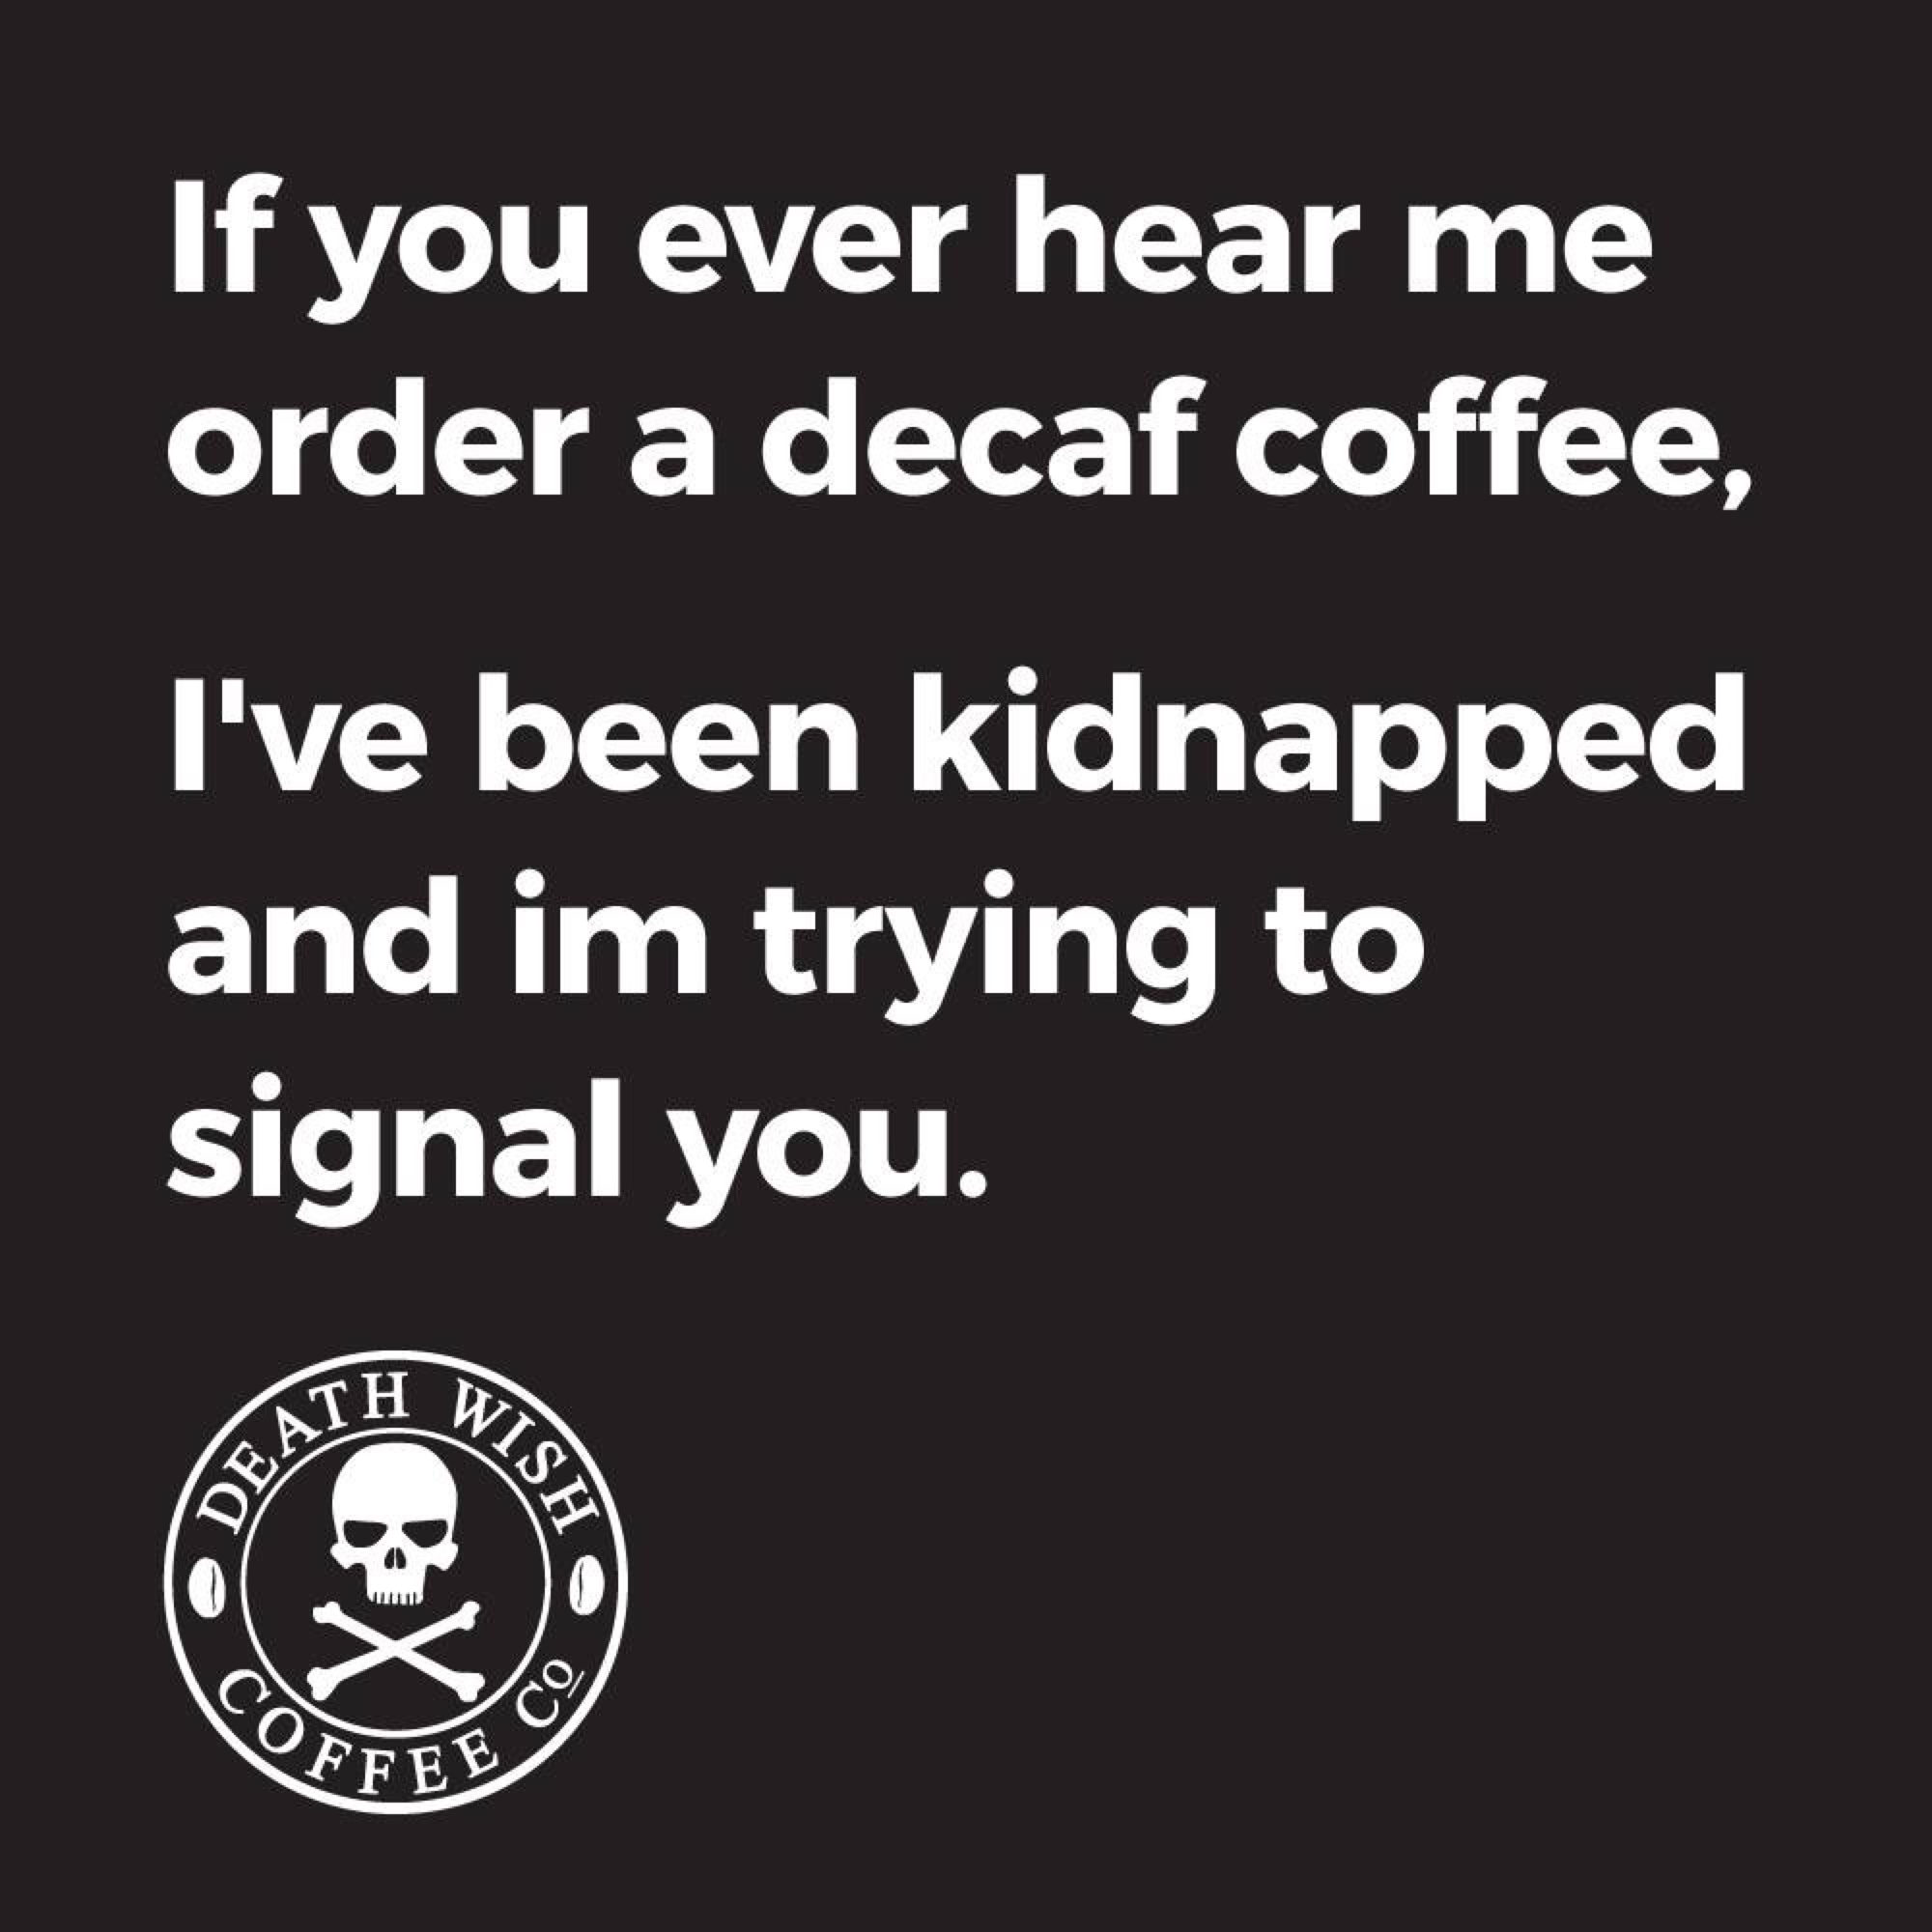 If you ever hear me
order a decaf coffee,
I've been kidnapped
and im trying to
signal you.
DEATH WISH
COFFEE Co